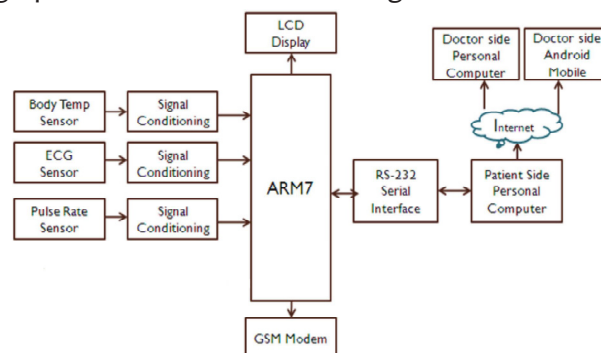 LCD
Display
Doctor side
Personal
Computer
Doctor side
Android
Mobile
Body Temp
Sensor
Signal
Conditioning
Internet
ECG
Sensor
Signal
Conditioning
ARM7
RS-232
Serial
Interface
Patient Side
Personal
Computer
Pulse Rate
Sensor
Signal
Conditioning
GSM Modem